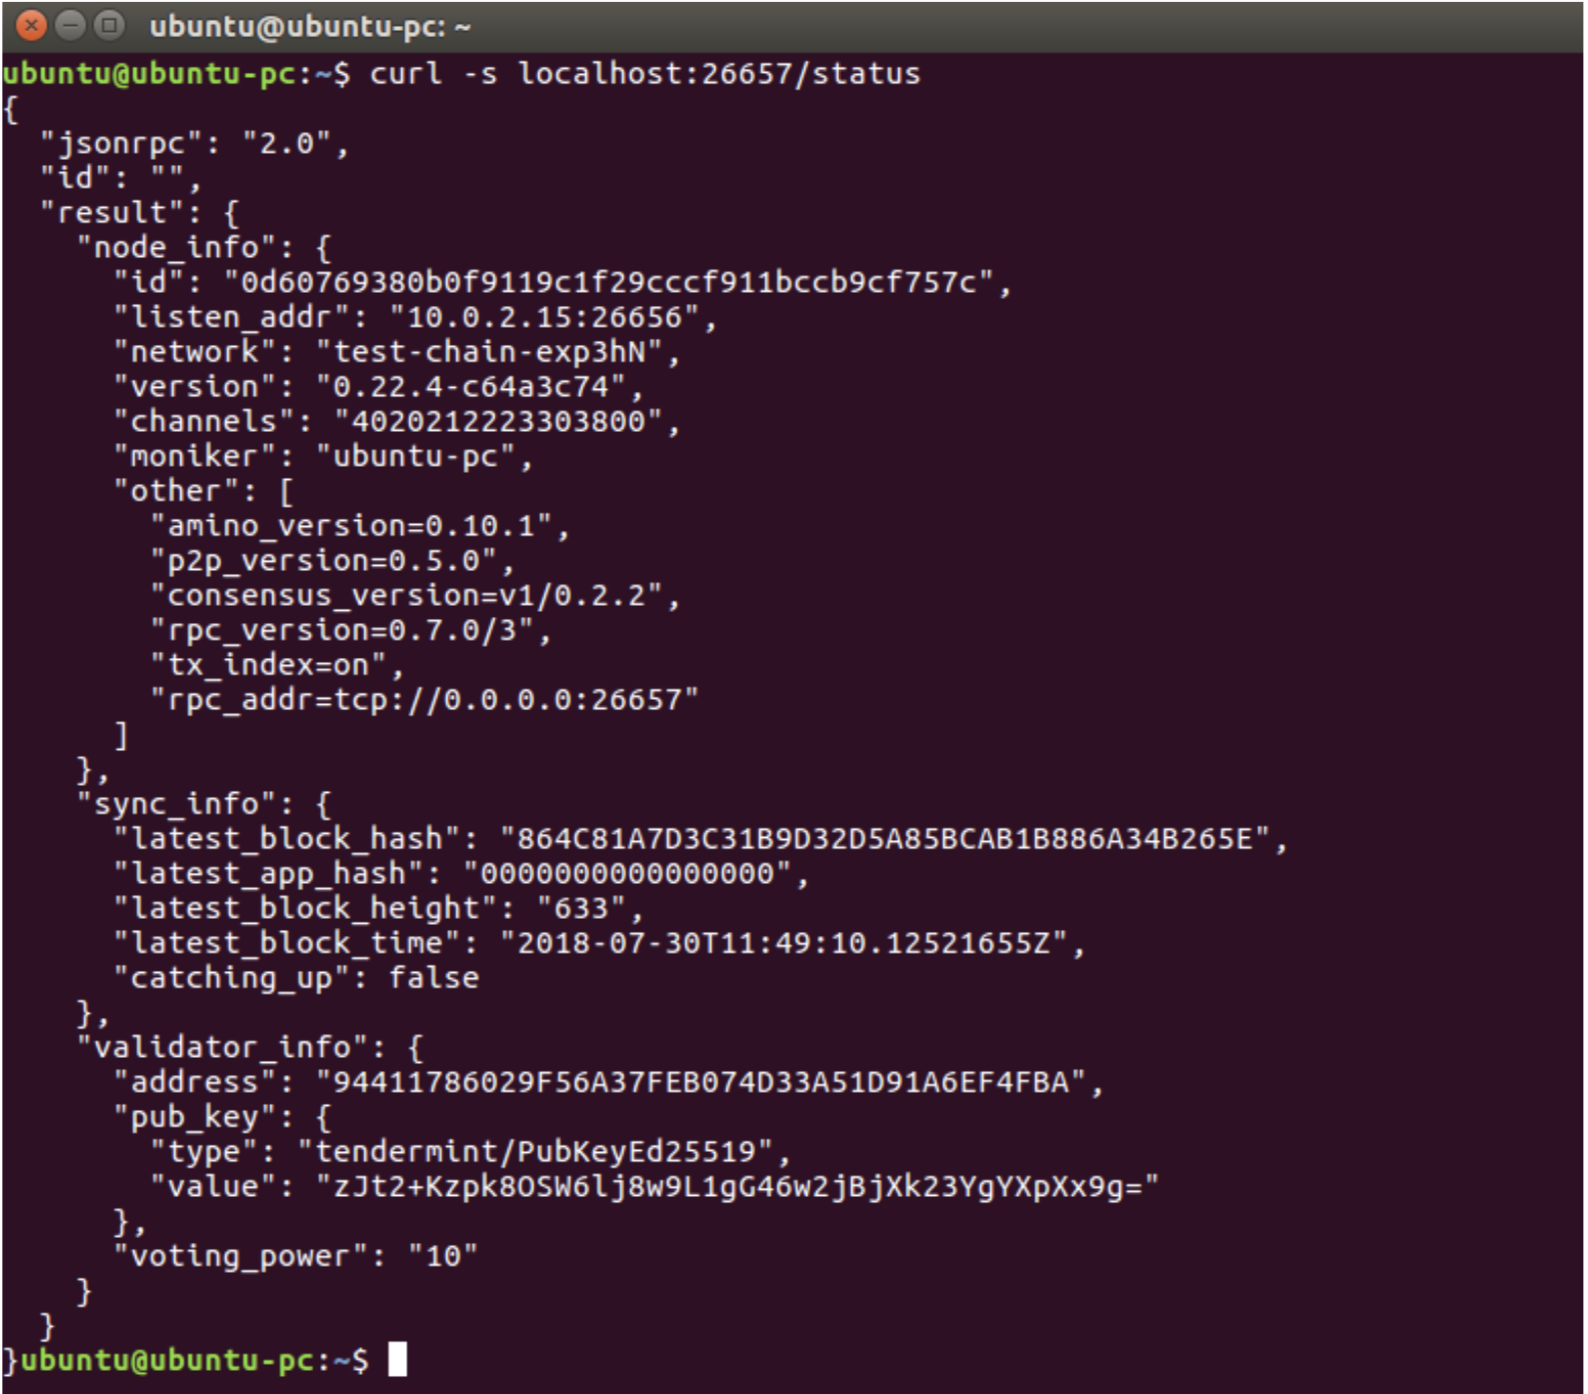 ubuntu@ubuntu-pc: ~
ubuntu@ubuntu-pc:~$ curl -s localhost:26657/status
{
  "jsonrpc": "2.0",
  "id": "",
  "result": {
    "node_info": {
      "id": "0d60769380b0f9119c1f29cccf911bccb9cf757c",
      "listen_addr": "10.0.2.15:26656",
      "network": "test-chain-exp3hN",
      "version": "0.22.4-c64a3c74",
      "channels": "4020212223303800",
      "moniker": "ubuntu-pc",
      "other": [
        "amino_version=0.10.1",
        "p2p_version=0.5.0",
        "consensus_version=v1/0.2.2",
        "rpc_version=0.7.0/3",
        "tx_index=on",
        "rpc_addr=tcp://0.0.0.0:26657"
      ]
    },
    "sync_info": {
      "latest_block_hash": "864C81A7D3C31B9D32D5A85BCAB1B886A34B265E",
      "latest_app_hash": "0000000000000000",
      "latest_block_height": "633",
      "latest_block_time": "2018-07-30T11:49:10.12521655Z",
      "catching_up": false
    },
    "validator_info": {
      "address": "94411786029F56A37FEB074D33A51D91A6EF4FBA",
      "pub_key": {
        "type": "tendermint/PubKeyEd25519",
        "value": "zJt2+Kzpk8OSW6lj8w9L1gG46w2jBjXk23YgYXpXx9g="
      },
      "voting_power": "10"
    }
  }
}ubuntu@ubuntu-pc:~$